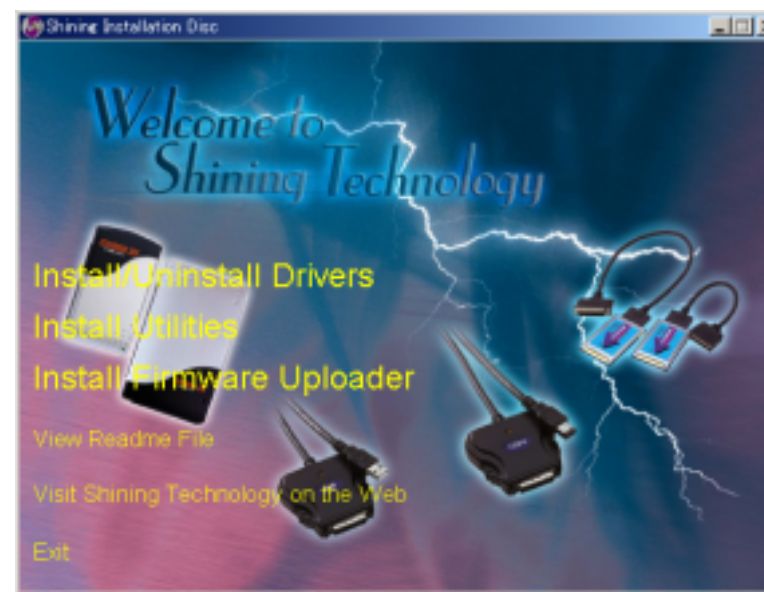 Shining Installation Disc
Welcome to
Shining Technology
Install/Uninstall Drivers
Install Utilities
Install Firmware Uploader
View Readme File
Visit Shining Technology on the Web
Exit